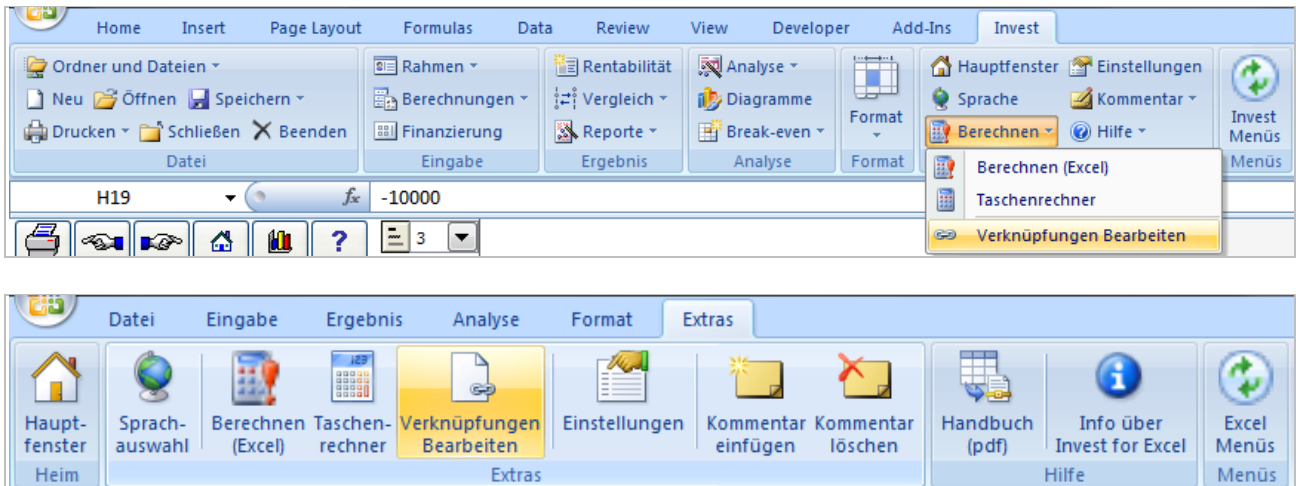 Home Insert Page Layout Formulas Data Review View Developer Add-Ins Invest
Ordner und Dateien Rahmen Rentabilität Analyse Hauptfenster Einstellungen
Neu Öffnen Speichern Berechnungen Vergleich Diagramme Format Sprache Kommentar Invest Menüs
Drucken Schließen Beenden Finanzierung Reporte Break-even Berechnen Hilfe
Datei Eingabe Ergebnis Analyse Format Menüs
Berechnen (Excel)
Taschenrechner
Verknüpfungen Bearbeiten
H19 fx -10000
? 3
Datei Eingabe Ergebnis Analyse Format Extras
123
Haupt- Sprach- Berechnen Taschen- Verknüpfungen Einstellungen Kommentar Kommentar Handbuch Info über Excel
fenster auswahl (Excel) rechner Bearbeiten einfügen löschen (pdf) Invest for Excel Menüs
Heim Extras Hilfe Menüs